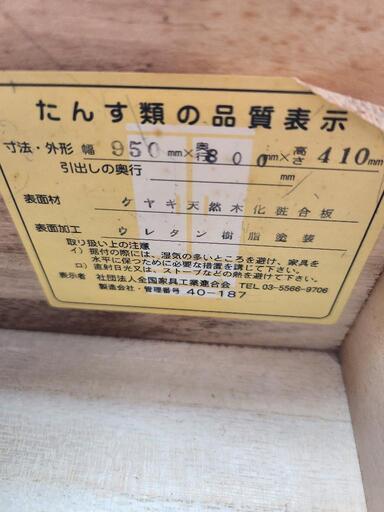 たんす類の品質表示
寸法・外形 幅 950mm×奥行 800mm×高さ 410mm
引出しの奥行 mm
表面材 ケヤキ天然木化粧合板
表面加工 ウレタン樹脂塗装
取り扱い上の注意
イ）据付の際には、湿気の多いところを避け、家具を
水平に保つために必要な措置を講じて下さい。
ロ）直射日光又は、ストーブなどの熱を避けて下さい。
表示者 社団法人全国家具工業連合会 TEL 03-5566-9706
製造会社・管理番号 40-187